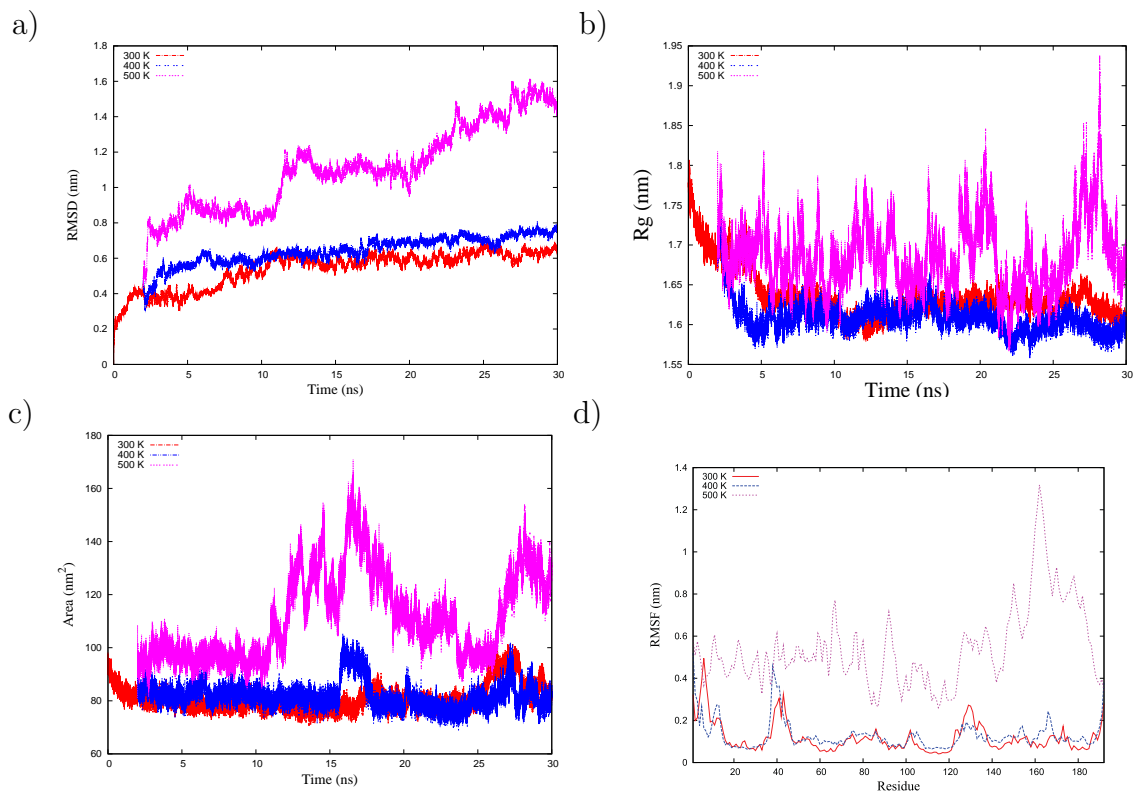 a)
1.8
1.6
1.4
1.2
1
0.8
0.6
0.4
0.2
0
RMSD (nm)
300 K
400 K
500 K
0 5 10 15 20 25 30
Time (ns)
b)
1.95
1.9
1.85
1.8
1.75
1.7
1.65
1.6
1.55
Rg (nm)
300 K
400 K
500 K
0 5 10 15 20 25 30
Time (ns)
c)
180
160
140
120
100
80
60
Area (nm²)
300 K
400 K
500 K
0 5 10 15 20 25 30
Time (ns)
d)
1.4
1.2
1
0.8
0.6
0.4
0.2
0
RMSF (nm)
300 K
400 K
500 K
20 40 60 80 100 120 140 160 180
Residue